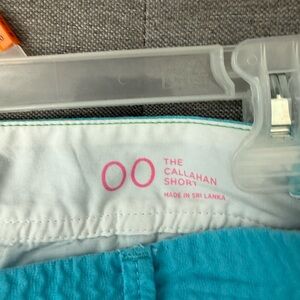 00
THE
CALLAHAN
SHORT
MADE IN SRI LANKA